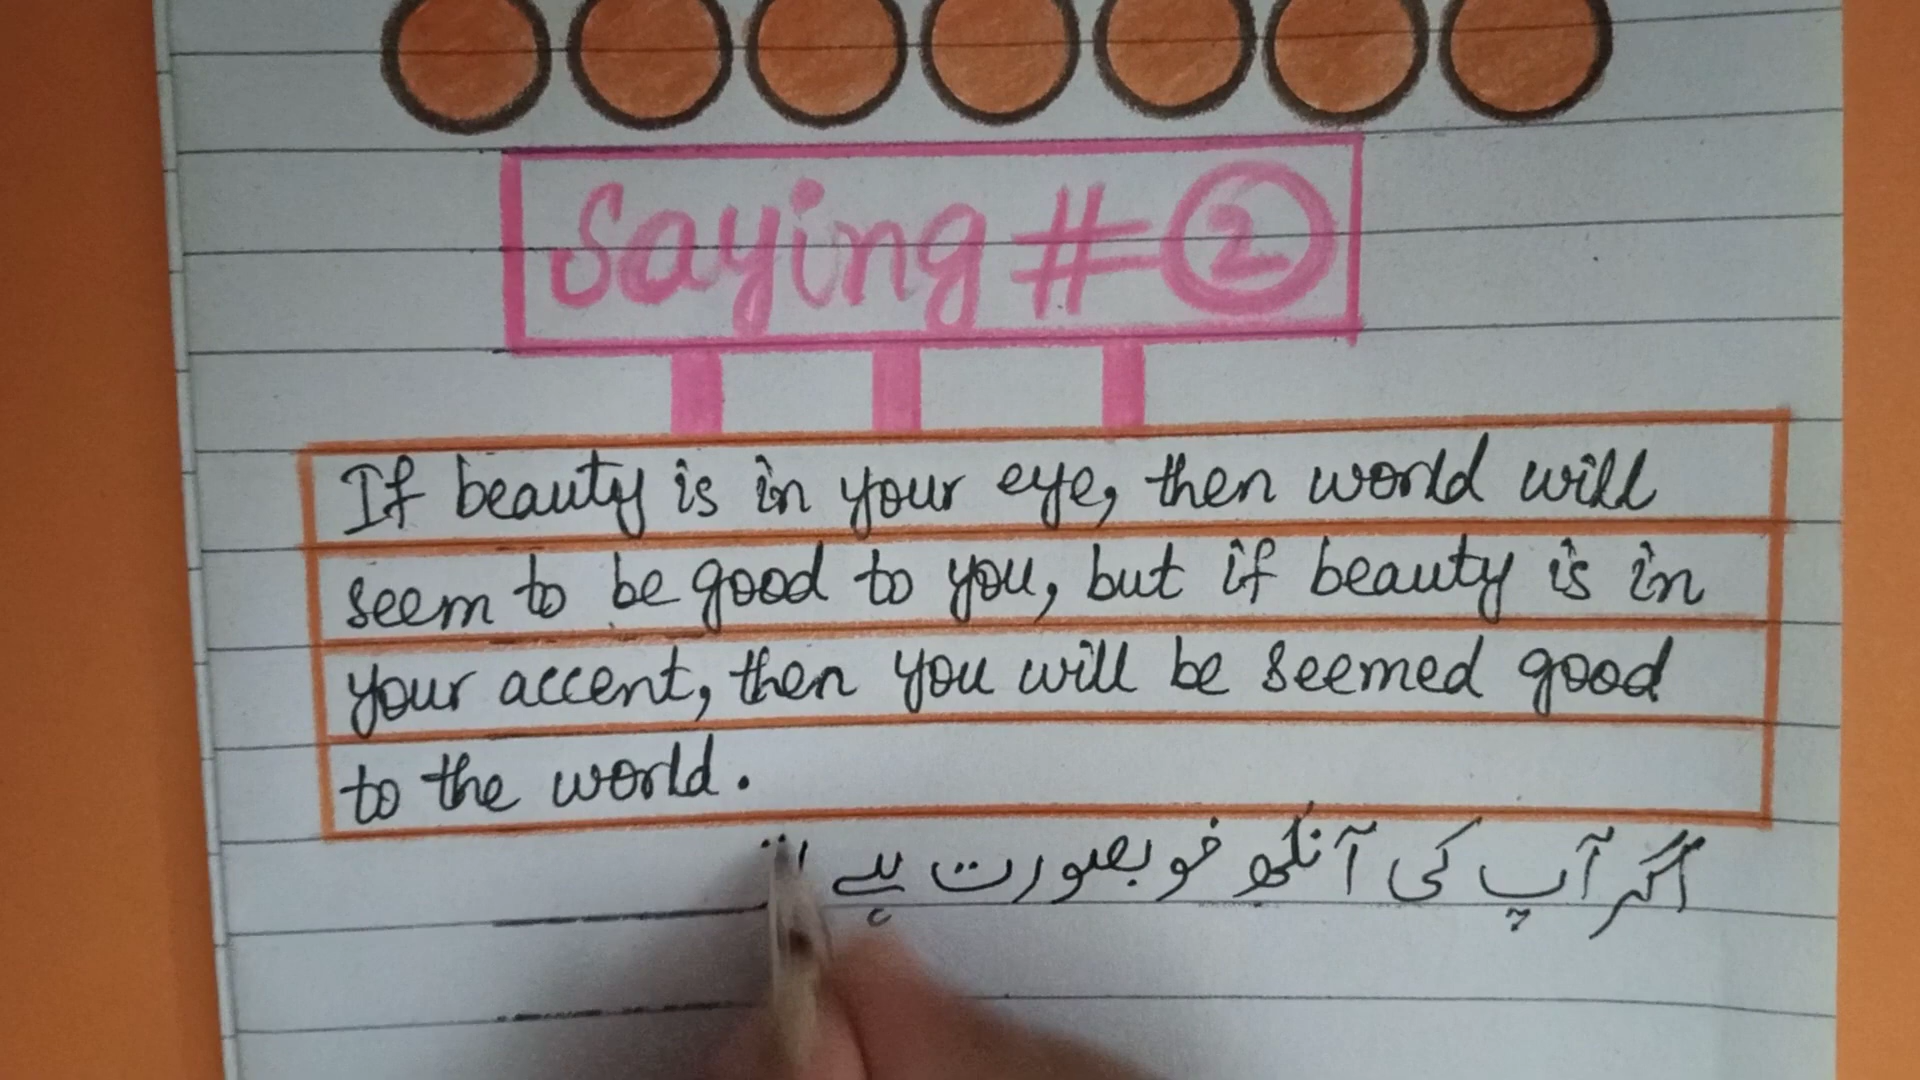 Saying # 2
If beauty is in your eye, then world will
seem to be good to you, but if beauty is in
your accent, then you will be seemed good
to the world.
اگر آپ کی آنکھ خوبصورت ہے